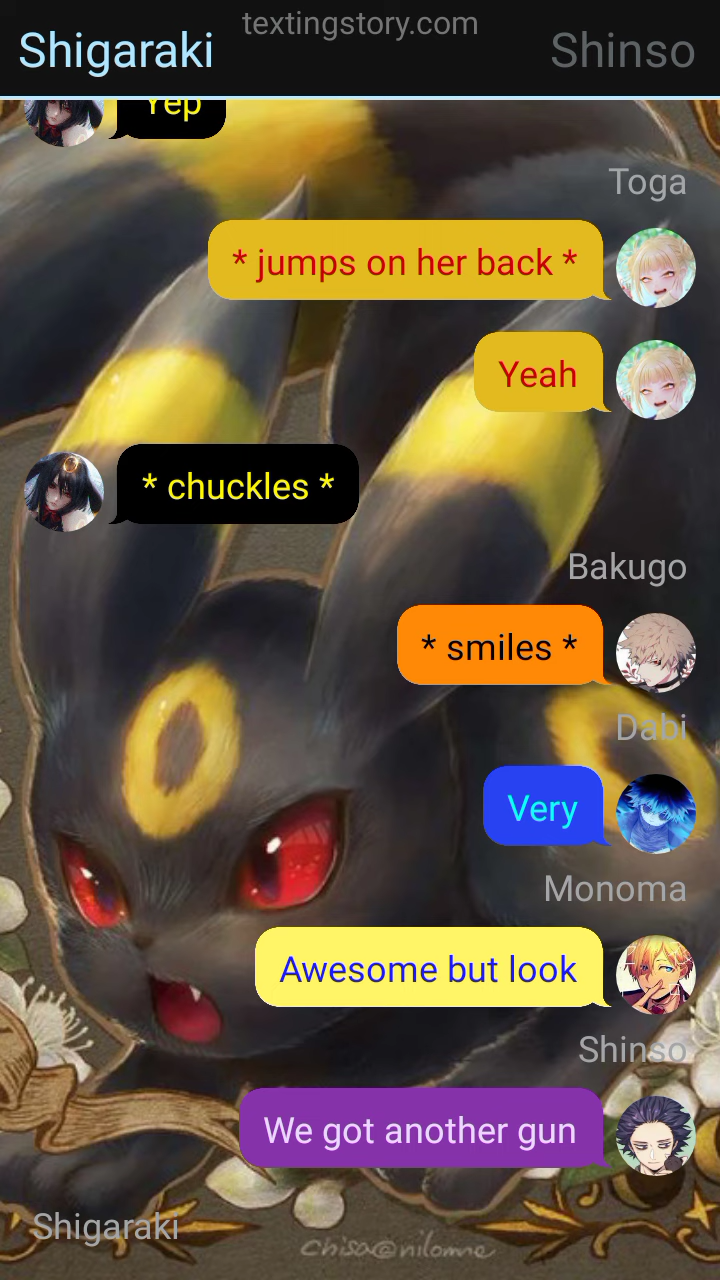 textingstory.com
Shigaraki
Shinso
Yep
Toga
* jumps on her back *
Yeah
* chuckles *
Bakugo
* smiles *
Dabi
Very
Monoma
Awesome but look
Shinso
We got another gun
Shigaraki
chisa@nilomne